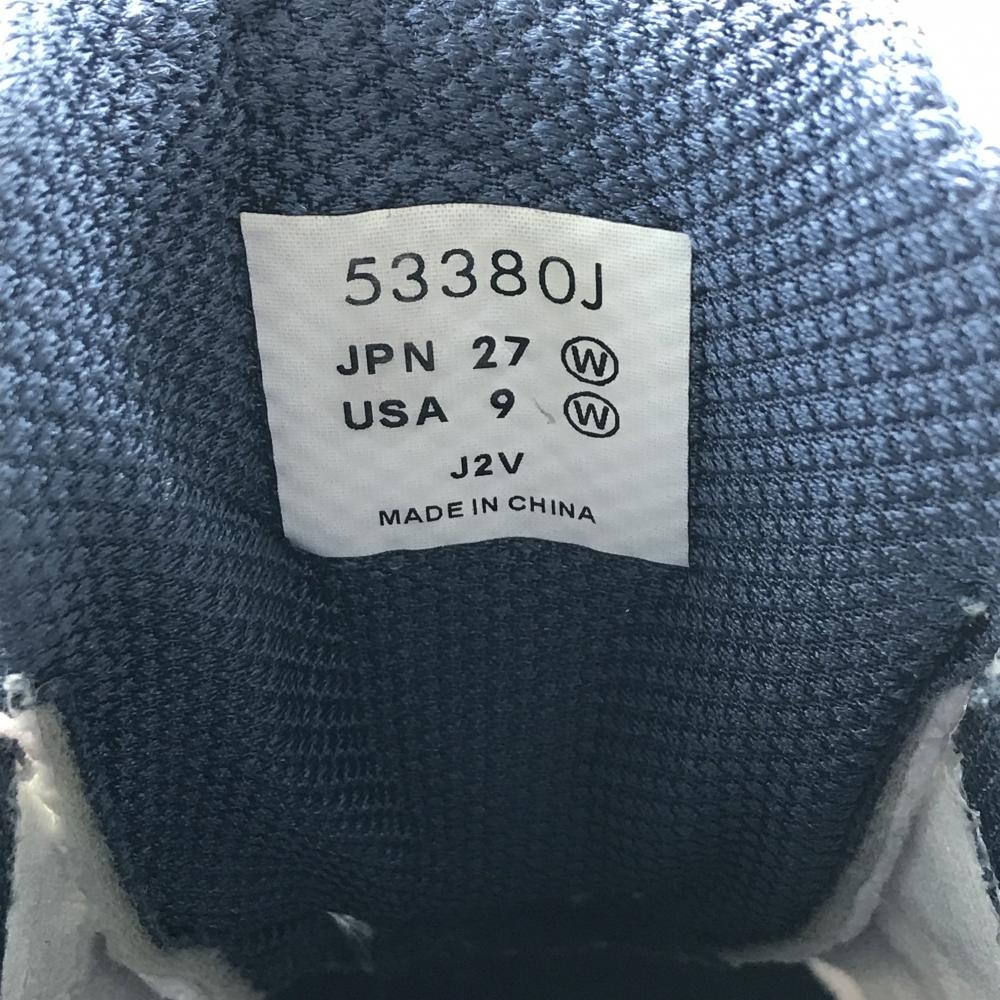 53380J
JPN 27 Ⓦ
USA 9 Ⓦ
J2V
MADE IN CHINA